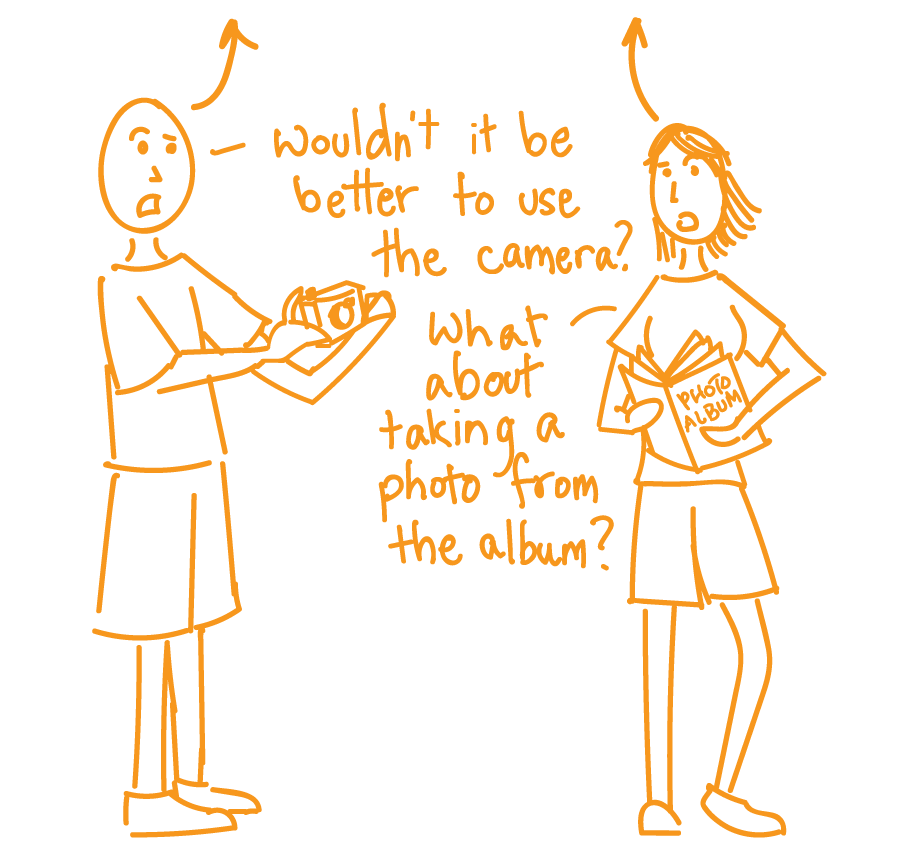 Wouldn't it be
better to use
the camera?
What
about
taking a
photo from
the album?
PHOTO
ALBUM